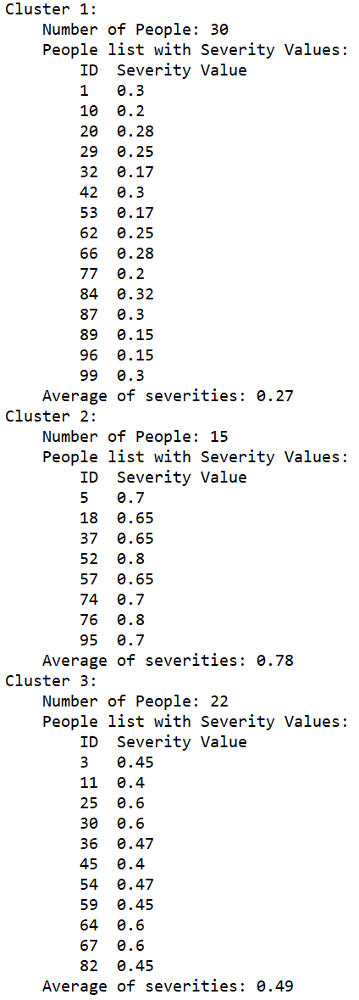 Cluster 1:
Number of People: 30
People list with Severity Values:
ID Severity Value
1 0.3
10 0.2
20 0.28
29 0.25
32 0.17
42 0.3
53 0.17
62 0.25
66 0.28
77 0.2
84 0.32
87 0.3
89 0.15
96 0.15
99 0.3
Average of severities: 0.27
Cluster 2:
Number of People: 15
People list with Severity Values:
ID Severity Value
5 0.7
18 0.65
37 0.65
52 0.8
57 0.65
74 0.7
76 0.8
95 0.7
Average of severities: 0.78
Cluster 3:
Number of People: 22
People list with Severity Values:
ID Severity Value
3 0.45
11 0.4
25 0.6
30 0.6
36 0.47
45 0.4
54 0.47
59 0.45
64 0.6
67 0.6
82 0.45
Average of severities: 0.49